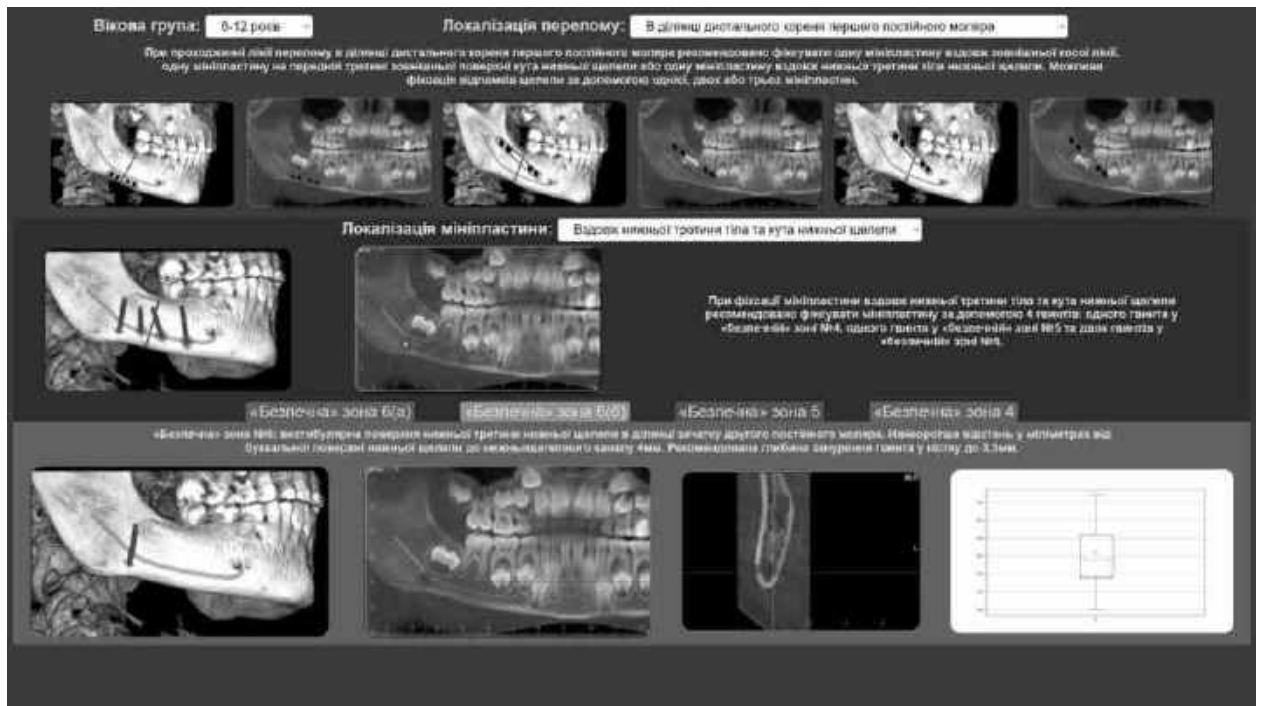 Вікова група: 8-12 років
Локалізація перелому: В ділянці дистального кореня першого постійного моляра
При проходженні лінії перелому в ділянці дистального кореня першого постійного моляра рекомендовано фіксувати одну мініпластину вздовж зовнішньої косої лінії,
одну мініпластину на передній третині зовнішньої поверхні кута нижньої щелепи або одну мініпластину вздовж нижньої третини тіла нижньої щелепи. Можлива
фіксація відламків щелепи за допомогою однієї, двох або трьох мініпластин.
Локалізація мініпластини: Вздовж нижньої третини тіла та кута нижньої щелепи
При фіксації мініпластини вздовж нижньої третини тіла та кута нижньої щелепи
рекомендовано фіксувати мініпластину за допомогою 4 гвинтів: одного гвинта у
«безпечній» зоні №4, одного гвинта у «безпечній» зоні №5 та двох гвинтів у
«безпечній» зоні №6.
«Безпечна» зона 6(а)
«Безпечна» зона 6(б)
«Безпечна» зона 5
«Безпечна» зона 4
«Безпечна» зона №6: вестибулярна поверхня нижньої третини нижньої щелепи в ділянці зачатку другого постійного моляра. Найкоротша відстань у міліметрах від
букальної поверхні нижньої щелепи до нижньощелепного каналу 4мм. Рекомендована глибина занурення гвинта у кістку до 3,5мм.